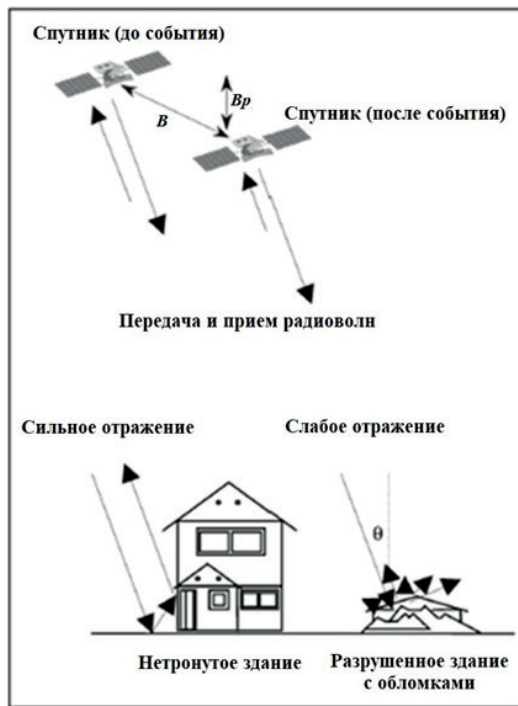 Спутник (до события)
Bp
B
Спутник (после события)
Передача и прием радиоволн
Сильное отражение
Слабое отражение
θ
Нетронутое здание
Разрушенное здание
с обломками